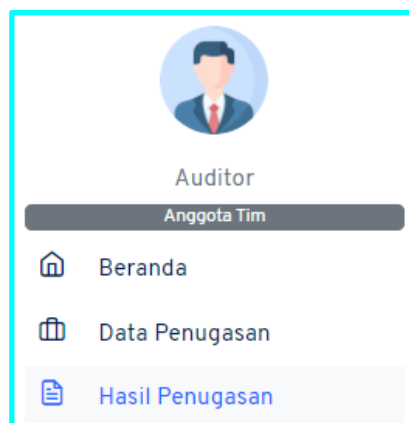 Auditor
Anggota Tim
Beranda
Data Penugasan
Hasil Penugasan